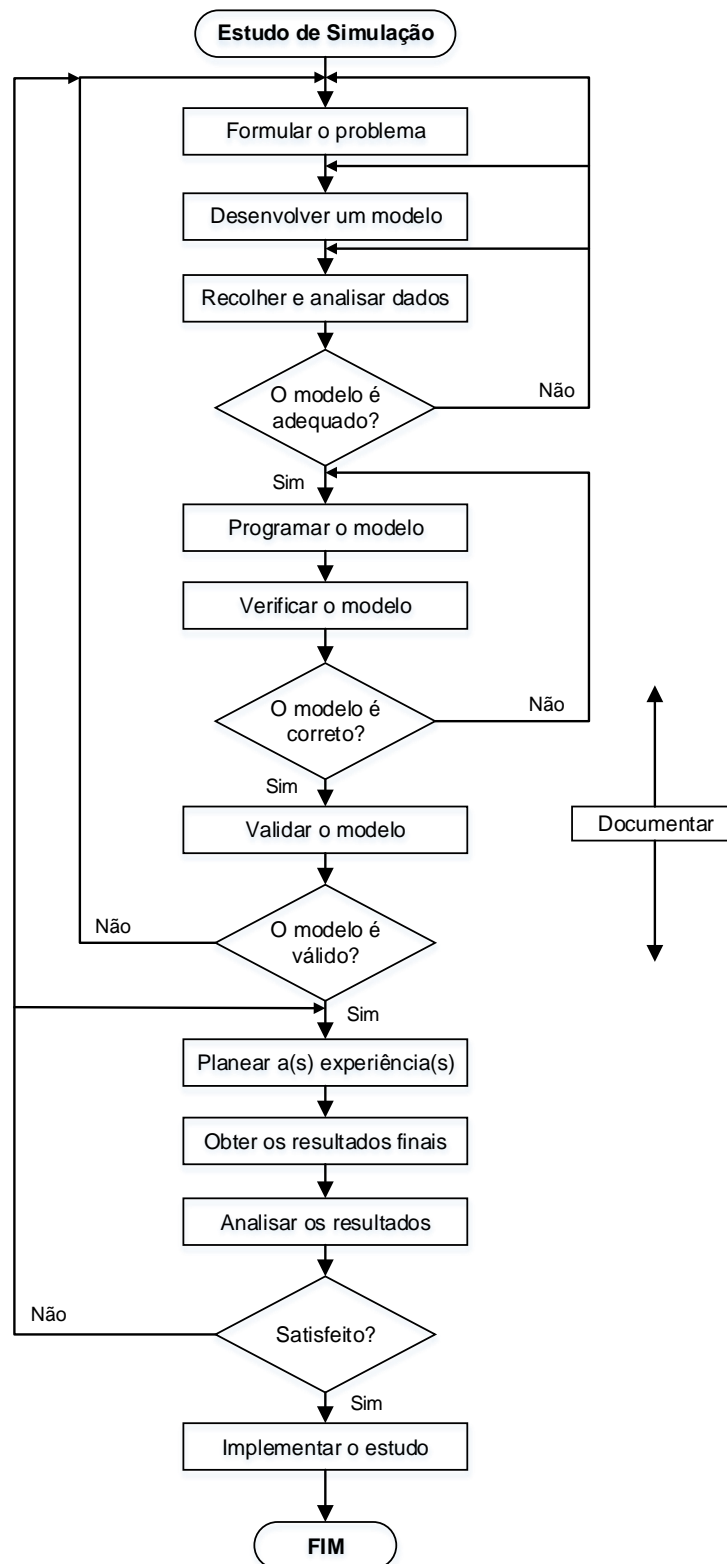 Estudo de Simulação
Formular o problema
Desenvolver um modelo
Recolher e analisar dados
O modelo é
adequado?
Não
Sim
Programar o modelo
Verificar o modelo
O modelo é
correto?
Não
Sim
Documentar
Validar o modelo
O modelo é
válido?
Não
Sim
Planear a(s) experiência(s)
Obter os resultados finais
Analisar os resultados
Satisfeito?
Não
Sim
Implementar o estudo
FIM